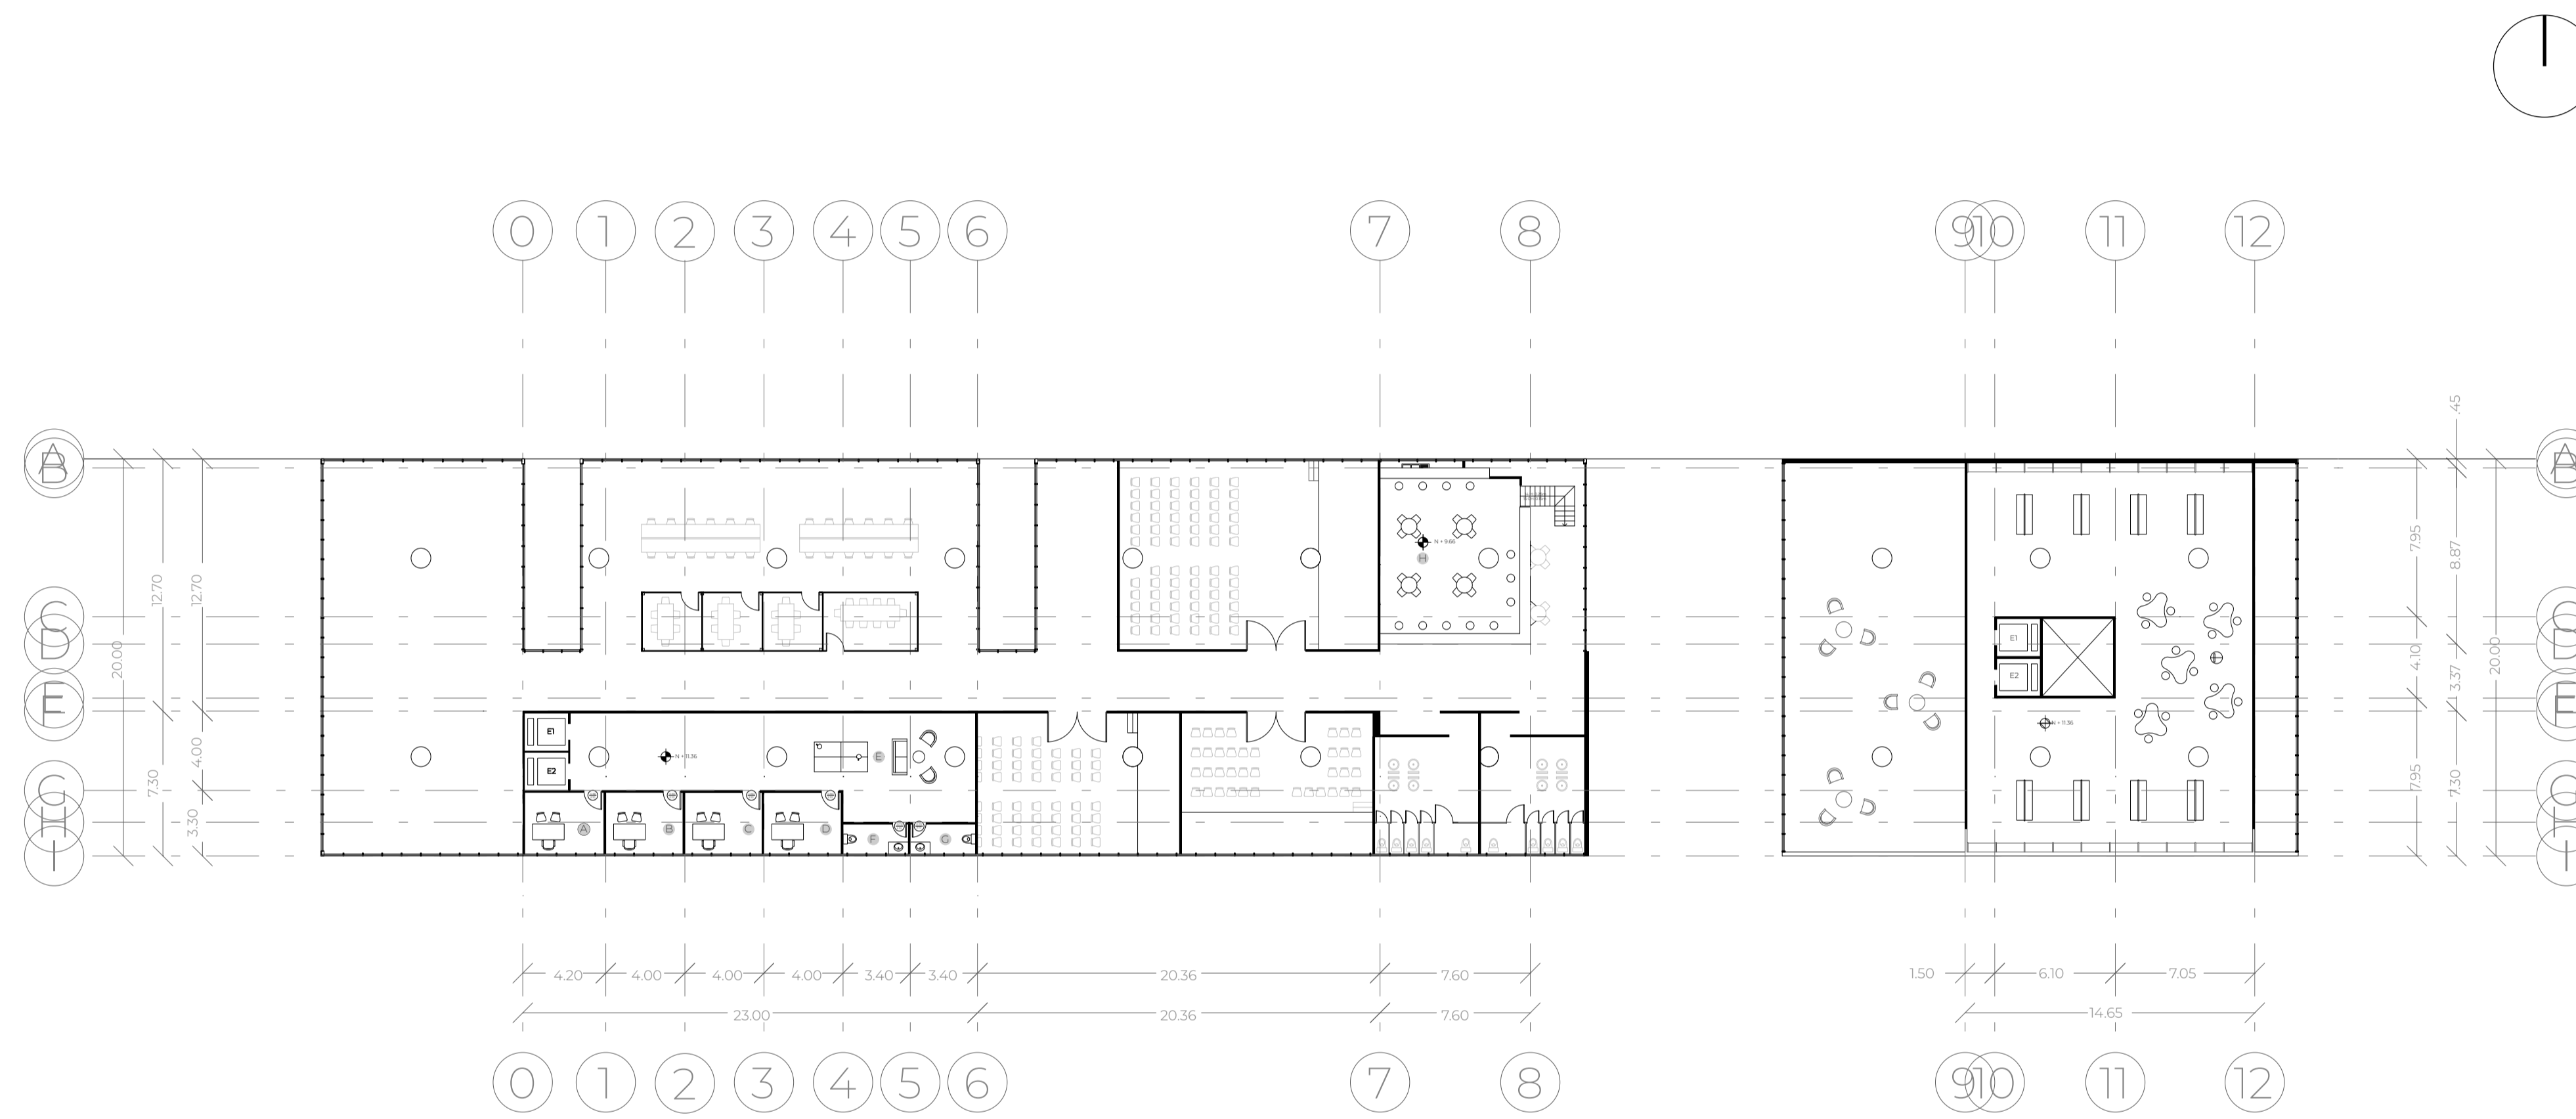 0 1 2 3 4 5 6 7 8 9 10 11 12
A A
B B
C C
D D
E E
F F
G G
H H
I I
20.00
12.70
7.30
12.70
4.00
3.30
.45
7.95
4.10
7.95
8.87
3.37
7.30
20.00
N + 9.66
H
E1
E2
N + 11.36
E
A B C D F G
E1
E2
N + 11.36
4.20 4.00 4.00 4.00 3.40 3.40 20.36 7.60 1.50 6.10 7.05
23.00 20.36 7.60 14.65
0 1 2 3 4 5 6 7 8 9 10 11 12